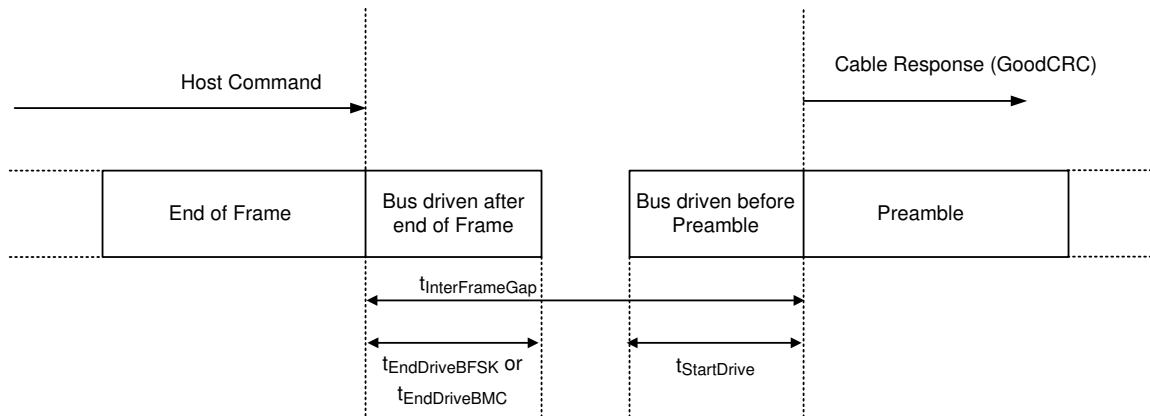 Cable Response (GoodCRC)
Host Command
End of Frame
Bus driven after
end of Frame
Bus driven before
Preamble
Preamble
tInterFrameGap
tEndDriveBFSK or
tEndDriveBMC
tStartDrive